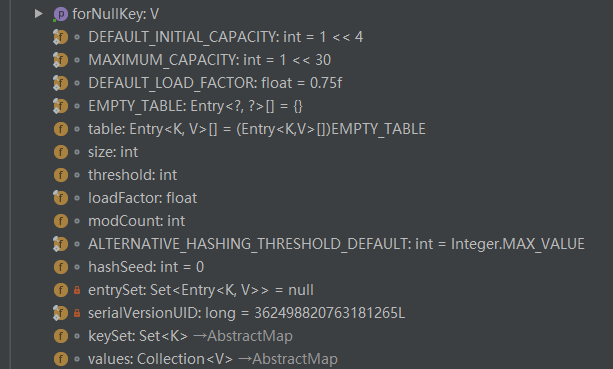 p forNullKey: V
f DEFAULT_INITIAL_CAPACITY: int = 1 << 4
f MAXIMUM_CAPACITY: int = 1 << 30
f DEFAULT_LOAD_FACTOR: float = 0.75f
f EMPTY_TABLE: Entry<?, ?>[] = {}
f table: Entry<K, V>[] = (Entry<K,V>[])EMPTY_TABLE
f size: int
f threshold: int
f loadFactor: float
f modCount: int
f ALTERNATIVE_HASHING_THRESHOLD_DEFAULT: int = Integer.MAX_VALUE
f hashSeed: int = 0
f entrySet: Set<Entry<K, V>> = null
f serialVersionUID: long = 362498820763181265L
f keySet: Set<K> →AbstractMap
f values: Collection<V> →AbstractMap